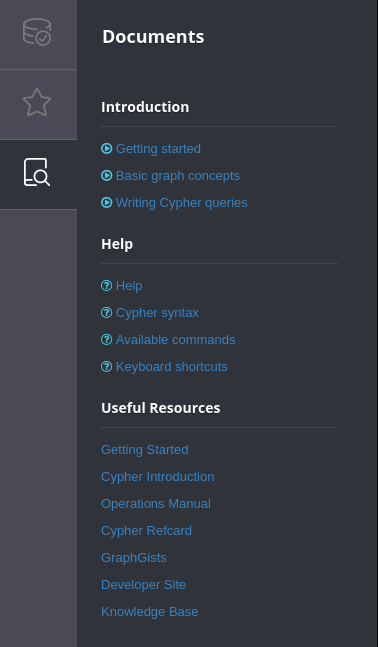 Documents
Introduction
Getting started
Basic graph concepts
Writing Cypher queries
Help
Help
Cypher syntax
Available commands
Keyboard shortcuts
Useful Resources
Getting Started
Cypher Introduction
Operations Manual
Cypher Refcard
GraphGists
Developer Site
Knowledge Base